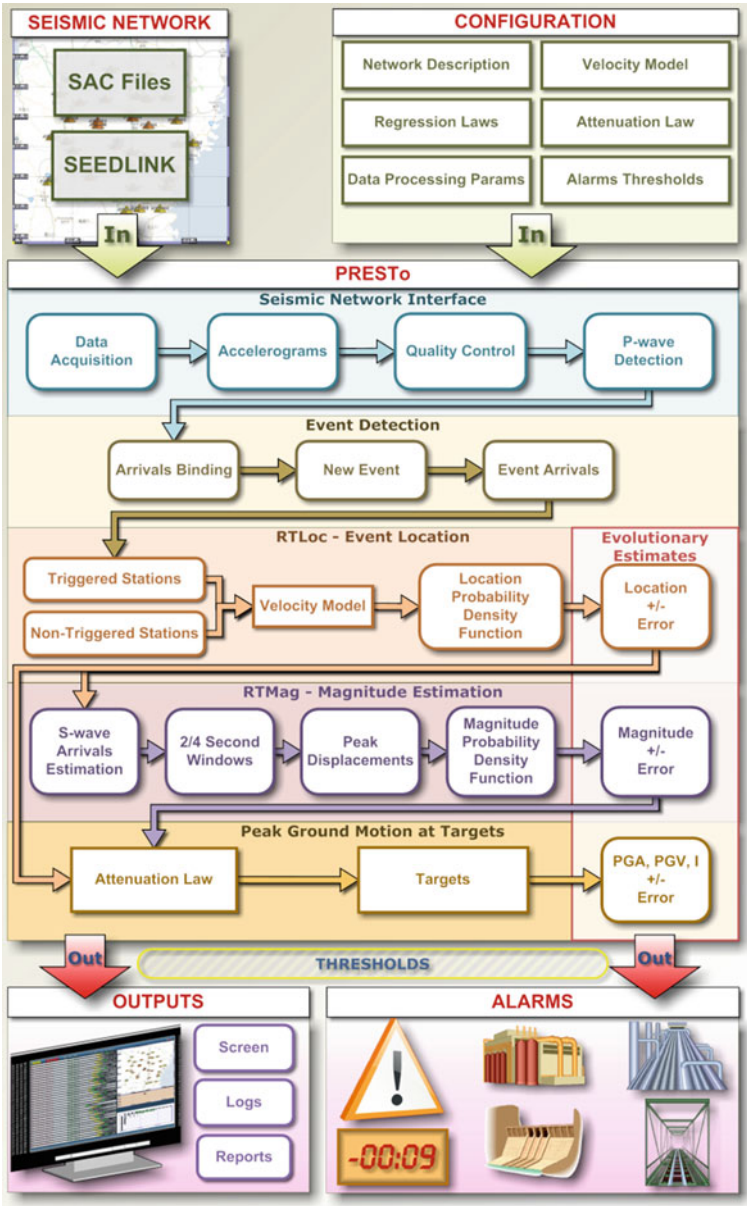 SEISMIC NETWORK
SAC Files
SEEDLINK
In
CONFIGURATION
Network Description
Velocity Model
Regression Laws
Attenuation Law
Data Processing Params
Alarms Thresholds
In
PRESTo
Seismic Network Interface
Data
Acquisition
Accelerograms
Quality Control
P-wave
Detection
Event Detection
Arrivals Binding
New Event
Event Arrivals
RTLoc - Event Location
Evolutionary
Estimates
Triggered Stations
Non-Triggered Stations
Velocity Model
Location
Probability
Density
Function
Location
+/-
Error
RTMag - Magnitude Estimation
S-wave
Arrivals
Estimation
2/4 Second
Windows
Peak
Displacements
Magnitude
Probability
Density
Function
Magnitude
+/-
Error
Peak Ground Motion at Targets
Attenuation Law
Targets
PGA, PGV, I
+/-
Error
Out
THRESHOLDS
Out
OUTPUTS
Screen
Logs
Reports
ALARMS
!
-00:09